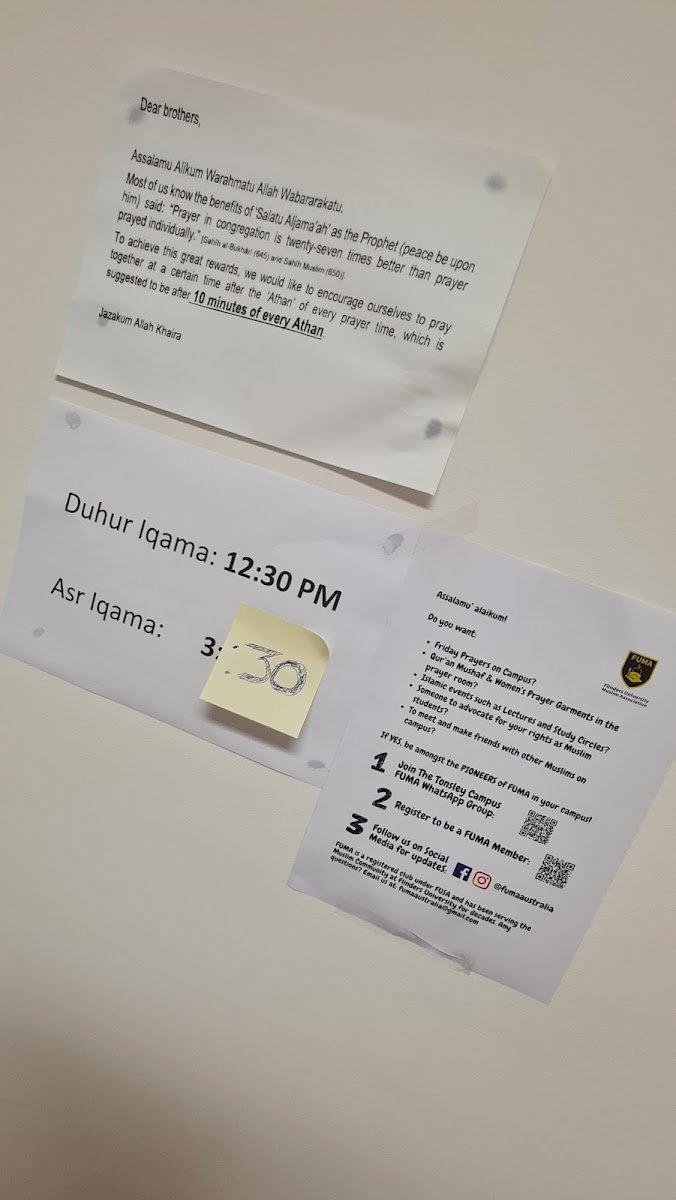 Dear brothers,
Assalamu Alikum Warahmatu Allah Wabararakatu,
Most of us know the benefits of 'Salatu Aljama'ah' as the Prophet (peace be upon
him) said: "Prayer in congregation is twenty-seven times better than prayer
prayed individually." [Sahih al-Bukhari (645) and Sahih Muslim (650)].
To achieve this great rewards, we would like to encourage ourselves to pray
together at a certain time after the 'Athan' of every prayer time, which is
suggested to be after 10 minutes of every Athan.
Jazakum Allah Khaira
Duhur Iqama: 12:30 PM
Asr Iqama: 3:
:30
FUMA
Flinders University
Muslim Association
Assalamu' alaikum!
Do you want:
• Friday Prayers on Campus?
• Qur'an Mushaf & Women's Prayer Garments in the
prayer room?
• Islamic events such as Lectures and Study Circles?
• Someone to advocate for your rights as Muslim
students?
• To meet and make friends with other Muslims on
campus?
If YES, be amongst the PIONEERS of FUMA in your campus!
1 Join The Tonsley Campus
FUMA WhatsApp Group:
2 Register to be a FUMA Member:
3 Follow us on Social
Media for updates. @fumaaustralia
FUMA is a registered club under FUSA and has been serving the
Muslim Community at Flinders University for decades. Any
questions? Email us at: fumaaustralia@gmail.com